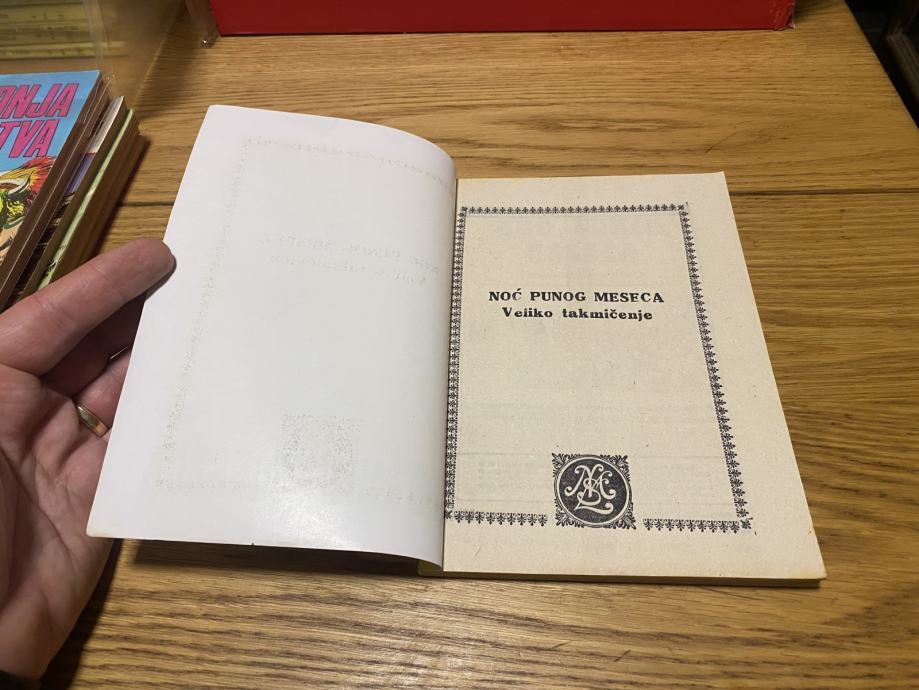 NOĆ PUNOG MESECA
Veliko takmičenje